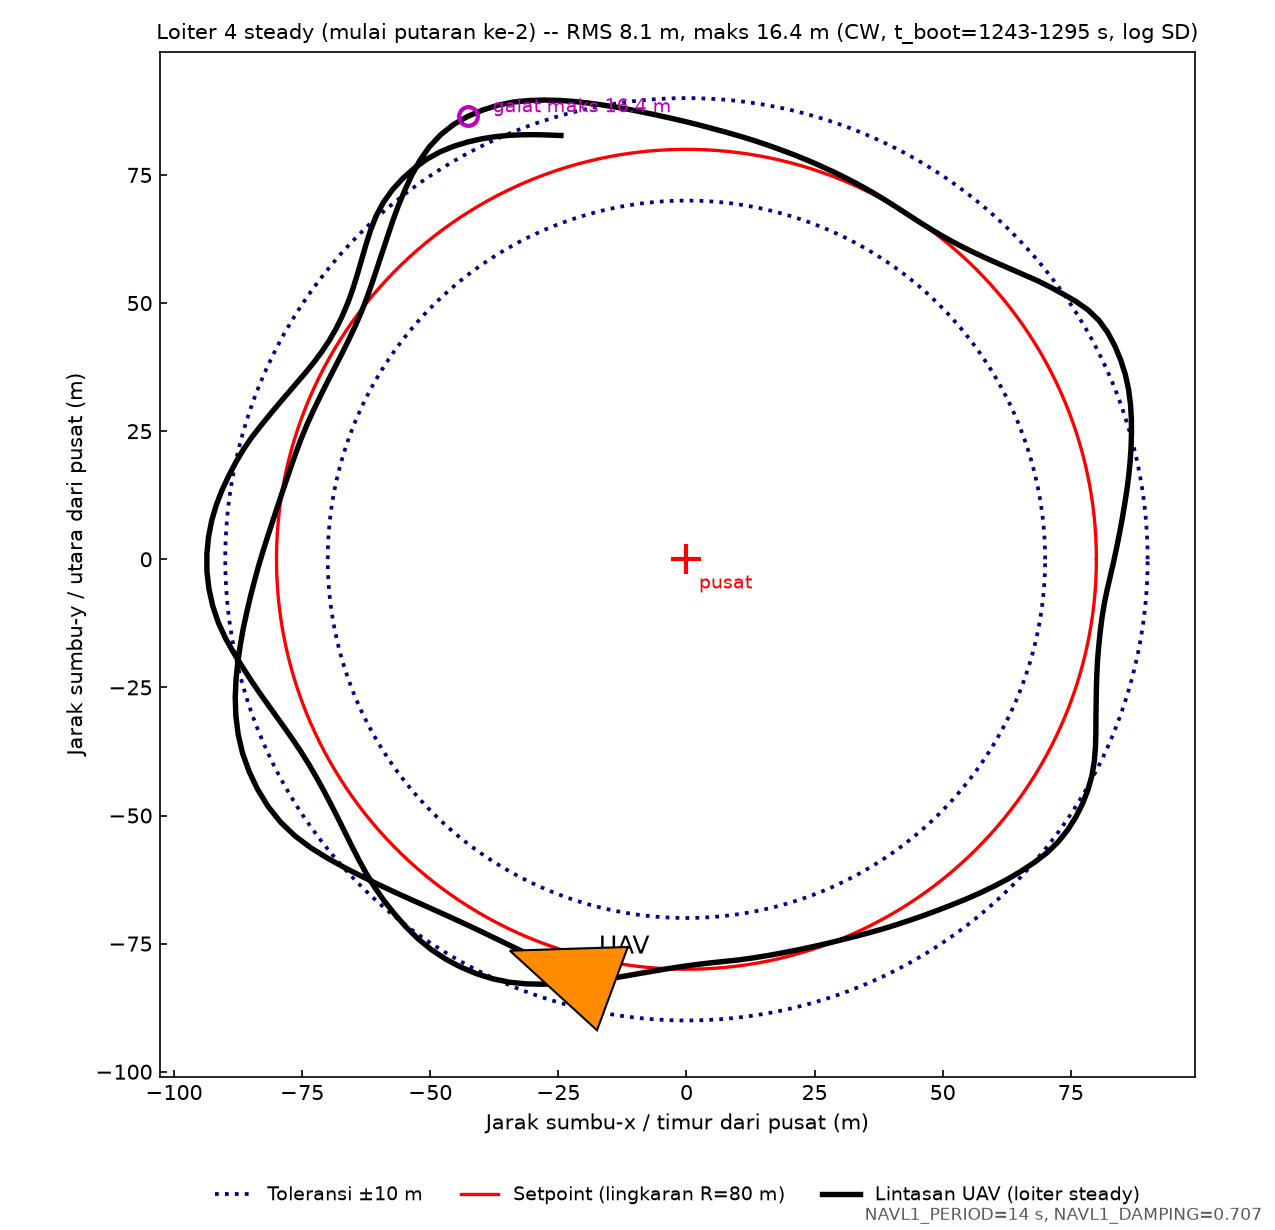 Loiter 4 steady (mulai putaran ke-2) -- RMS 8.1 m, maks 16.4 m (CW, t_boot=1243-1295 s, log SD)
galat maks 16.4 m
75
50
25
0
−25
−50
−75
−100
Jarak sumbu-y / utara dari pusat (m)
pusat
UAV
−100
−75
−50
−25
0
25
50
75
Jarak sumbu-x / timur dari pusat (m)
Toleransi ±10 m
Setpoint (lingkaran R=80 m)
Lintasan UAV (loiter steady)
NAVL1_PERIOD=14 s, NAVL1_DAMPING=0.707